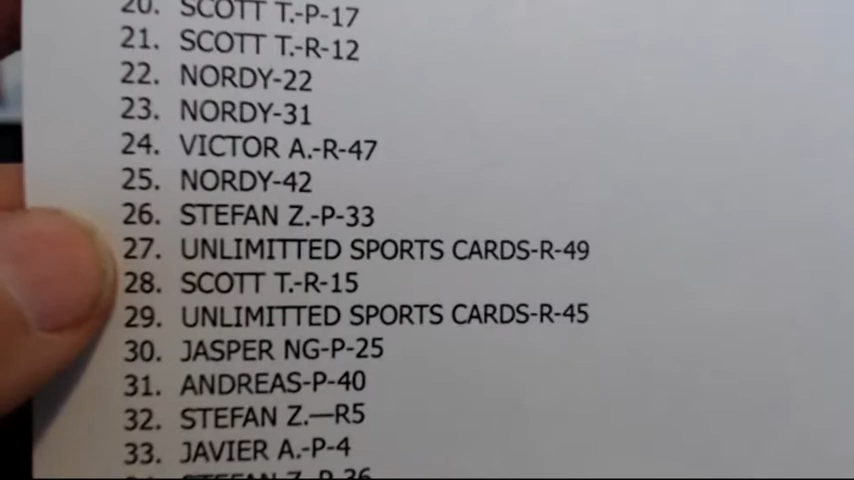 20. SCOTT T.-P-17
21. SCOTT T.-R-12
22. NORDY-22
23. NORDY-31
24. VICTOR A.-R-47
25. NORDY-42
26. STEFAN Z.-P-33
27. UNLIMITTED SPORTS CARDS-R-49
28. SCOTT T.-R-15
29. UNLIMITTED SPORTS CARDS-R-45
30. JASPER NG-P-25
31. ANDREAS-P-40
32. STEFAN Z.—R5
33. JAVIER A.-P-4
STEFAN Z.